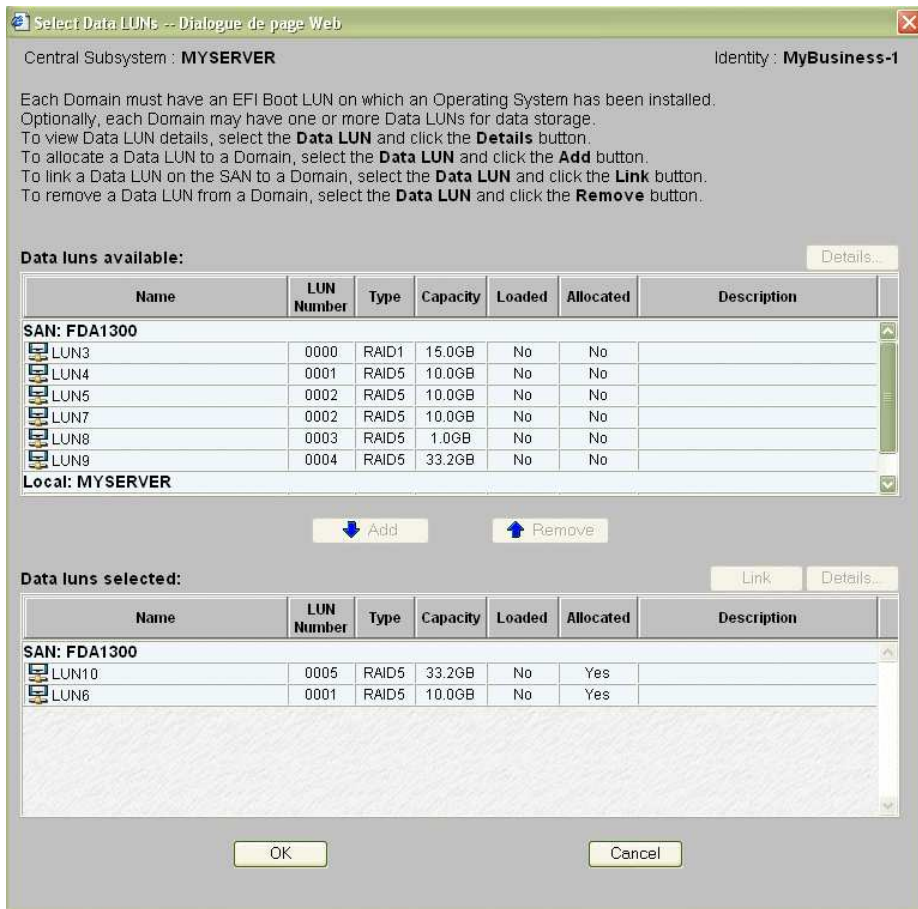 Select Data LUNs -- Dialogue de page Web
Central Subsystem : MYSERVER Identity : MyBusiness-1
Each Domain must have an EFI Boot LUN on which an Operating System has been installed.
Optionally, each Domain may have one or more Data LUNs for data storage.
To view Data LUN details, select the Data LUN and click the Details button.
To allocate a Data LUN to a Domain, select the Data LUN and click the Add button.
To link a Data LUN on the SAN to a Domain, select the Data LUN and click the Link button.
To remove a Data LUN from a Domain, select the Data LUN and click the Remove button.
Data luns available: Details...
Name LUN Number Type Capacity Loaded Allocated Description
SAN: FDA1300
LUN3 0000 RAID1 15.0GB No No
LUN4 0001 RAID5 10.0GB No No
LUN5 0002 RAID5 10.0GB No No
LUN7 0002 RAID5 10.0GB No No
LUN8 0003 RAID5 1.0GB No No
LUN9 0004 RAID5 33.2GB No No
Local: MYSERVER
Add Remove
Data luns selected: Link Details...
Name LUN Number Type Capacity Loaded Allocated Description
SAN: FDA1300
LUN10 0005 RAID5 33.2GB No Yes
LUN6 0001 RAID5 10.0GB No Yes
OK Cancel